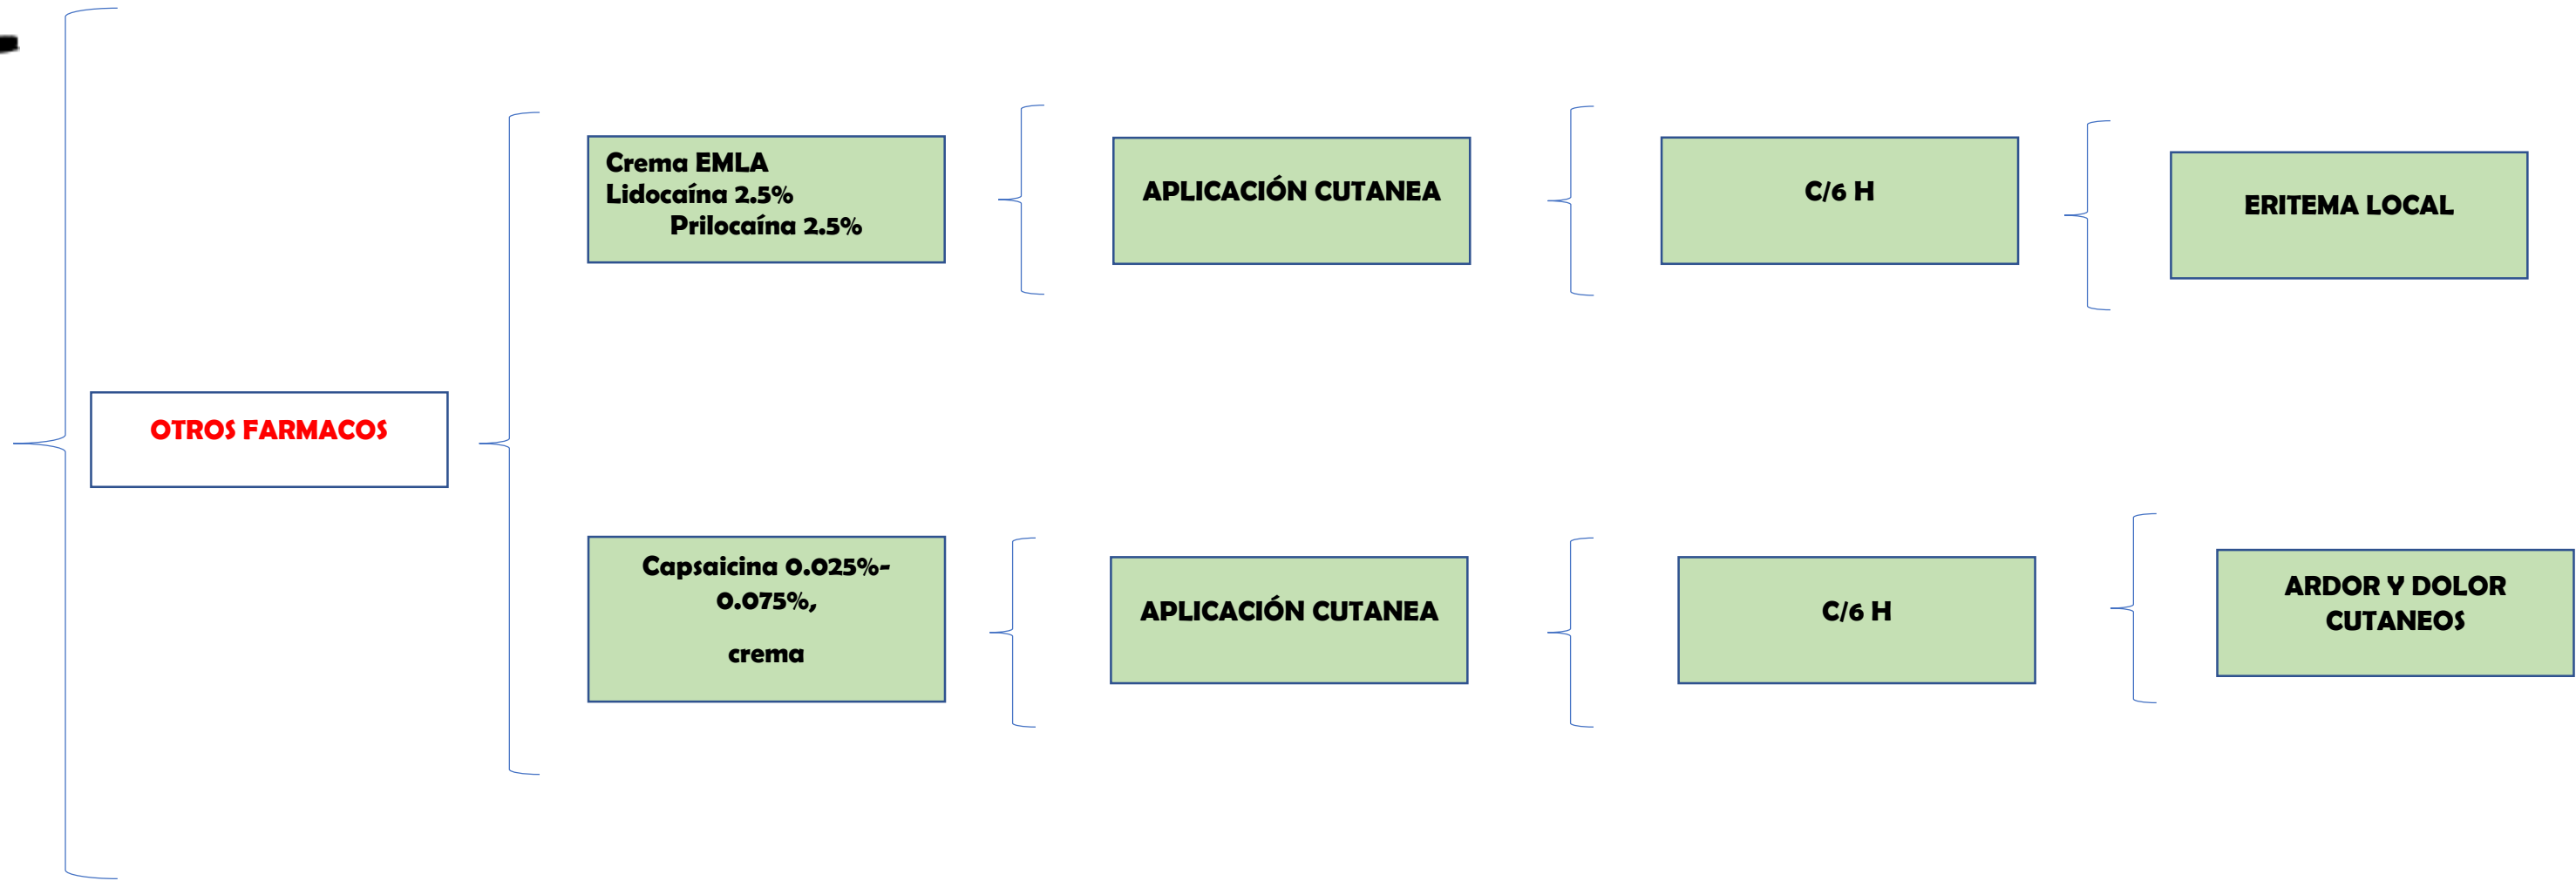 OTROS FARMACOS
Crema EMLA
Lidocaína 2.5%
Prilocaína 2.5%
APLICACIÓN CUTANEA
C/6 H
ERITEMA LOCAL
Capsaicina 0.025%-
0.075%,
crema
APLICACIÓN CUTANEA
C/6 H
ARDOR Y DOLOR
CUTANEOS